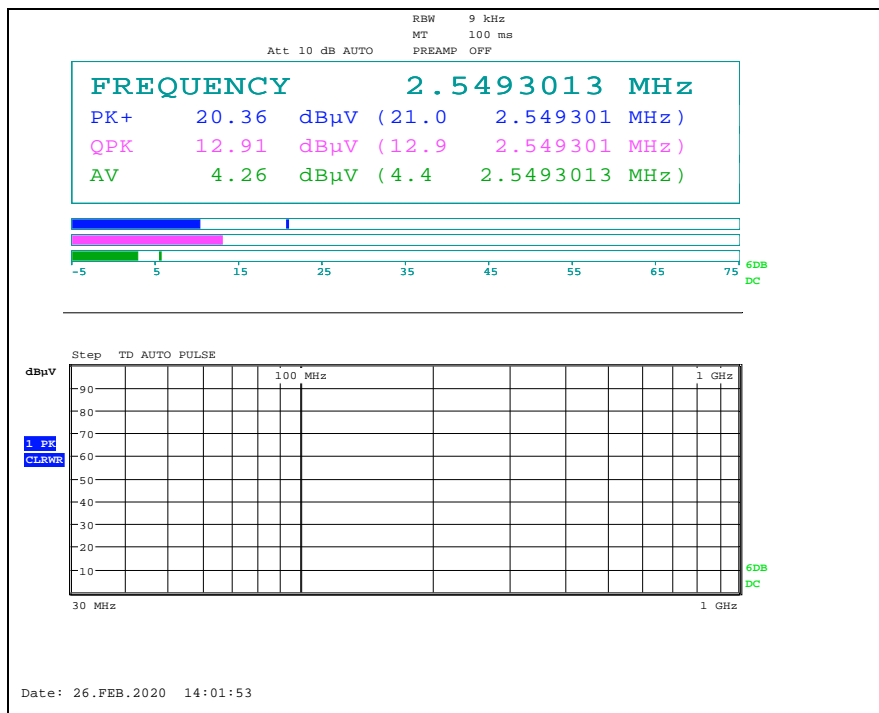 RBW 9 kHz
MT 100 ms
Att 10 dB AUTO PREAMP OFF
FREQUENCY 2.5493013 MHz
PK+ 20.36 dBµV (21.0 2.549301 MHz)
QPK 12.91 dBµV (12.9 2.549301 MHz)
AV 4.26 dBµV (4.4 2.5493013 MHz)
-5 5 15 25 35 45 55 65 75
6DB
DC
Step TD AUTO PULSE
dBµV
100 MHz 1 GHz
90
80
70
1 PK
60
CLRWR
50
40
30
20
10
6DB
DC
30 MHz 1 GHz
Date: 26.FEB.2020 14:01:53